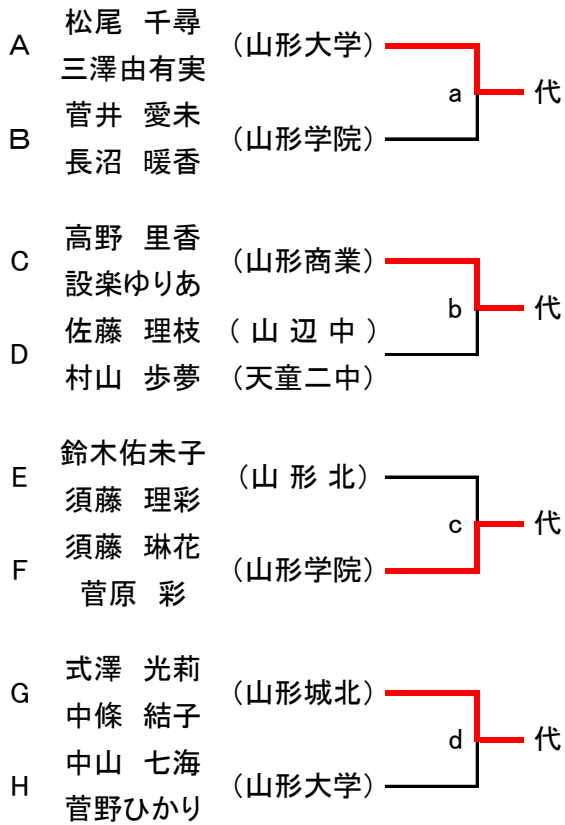 A 松尾 千尋 (山形大学)
三澤由有実
a 代
B 菅井 愛未 (山形学院)
長沼 暖香
C 高野 里香 (山形商業)
設楽ゆりあ
b 代
D 佐藤 理枝 ( 山 辺 中 )
村山 歩夢 (天童二中)
E 鈴木佑未子 (山 形 北)
須藤 理彩
c 代
F 須藤 琳花 (山形学院)
菅原 彩
G 式澤 光莉 (山形城北)
中條 結子
d 代
H 中山 七海 (山形大学)
菅野ひかり